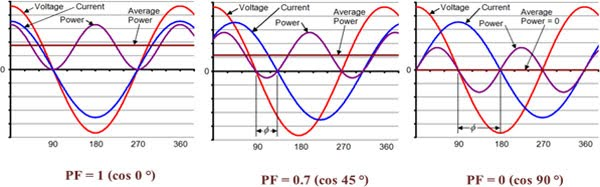 Voltage Current Average
Power Power
0
90 180 270 360
PF = 1 (cos 0 °)
Voltage Current
Power Average
Power
0
ϕ
90 180 270 360
PF = 0.7 (cos 45 °)
Voltage Current
Power Average
Power = 0
0
ϕ
90 180 270 360
PF = 0 (cos 90 °)